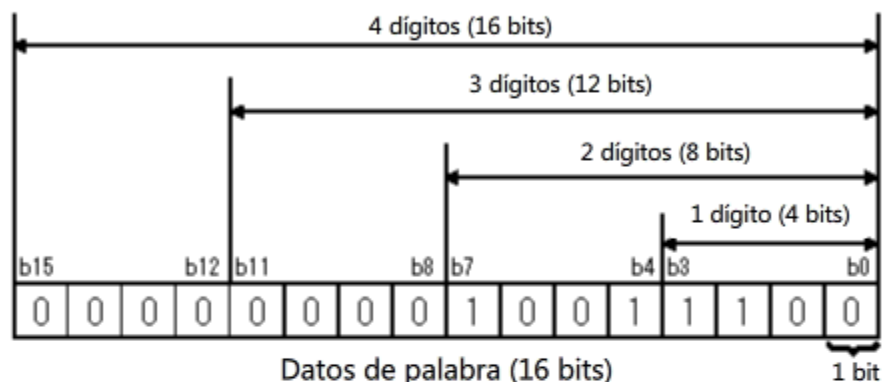 4 dígitos (16 bits)
3 dígitos (12 bits)
2 dígitos (8 bits)
1 dígito (4 bits)
b15 b12 b11 b8 b7 b4 b3 b0
0 0 0 0 0 0 0 0 1 0 0 1 1 1 0 0
Datos de palabra (16 bits) 1 bit